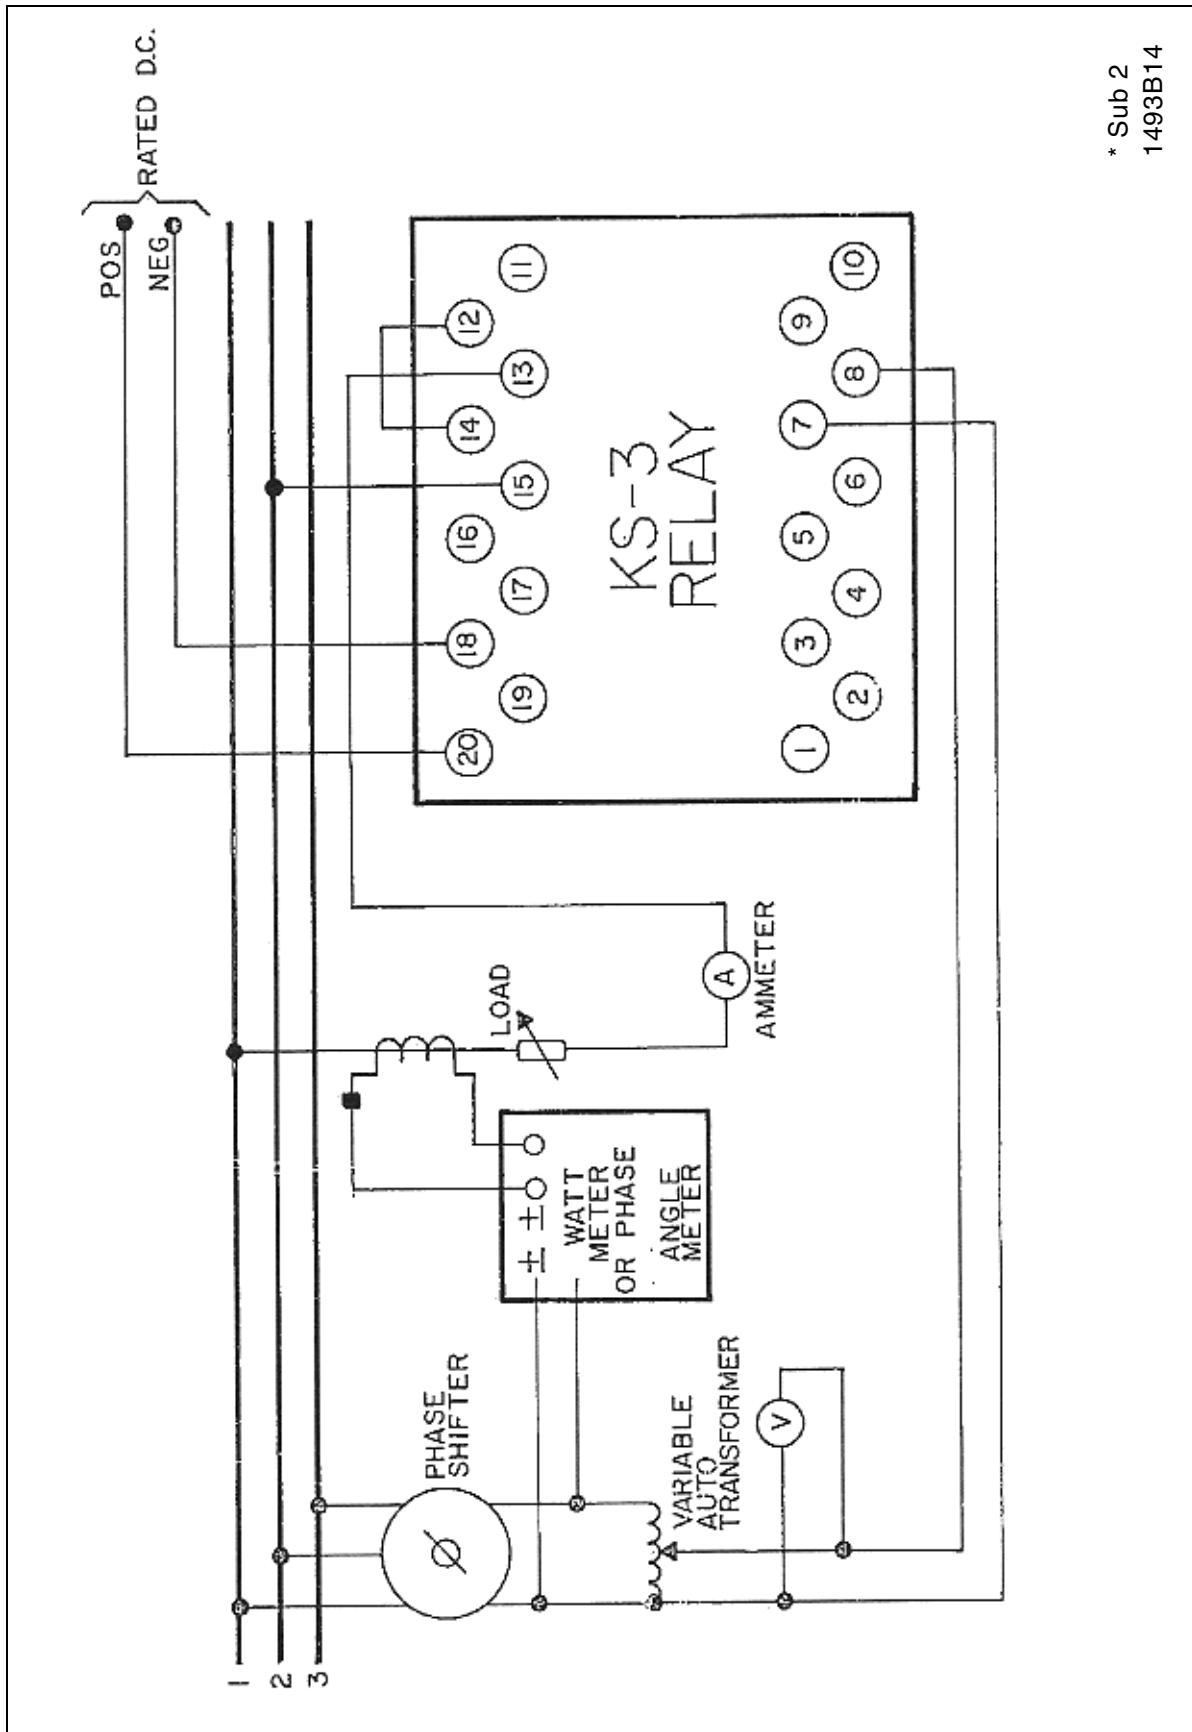 RATED D.C.
POS
NEG
1
2
3
PHASE
SHIFTER
20
19
18
17
16
15
14
13
12
11
KS-3
RELAY
1
2
3
4
5
6
7
8
9
10
LOAD
± ±
WATT
METER
OR PHASE
ANGLE
METER
A
AMMETER
VARIABLE
AUTO
TRANSFORMER
V
* Sub 2
1493B14